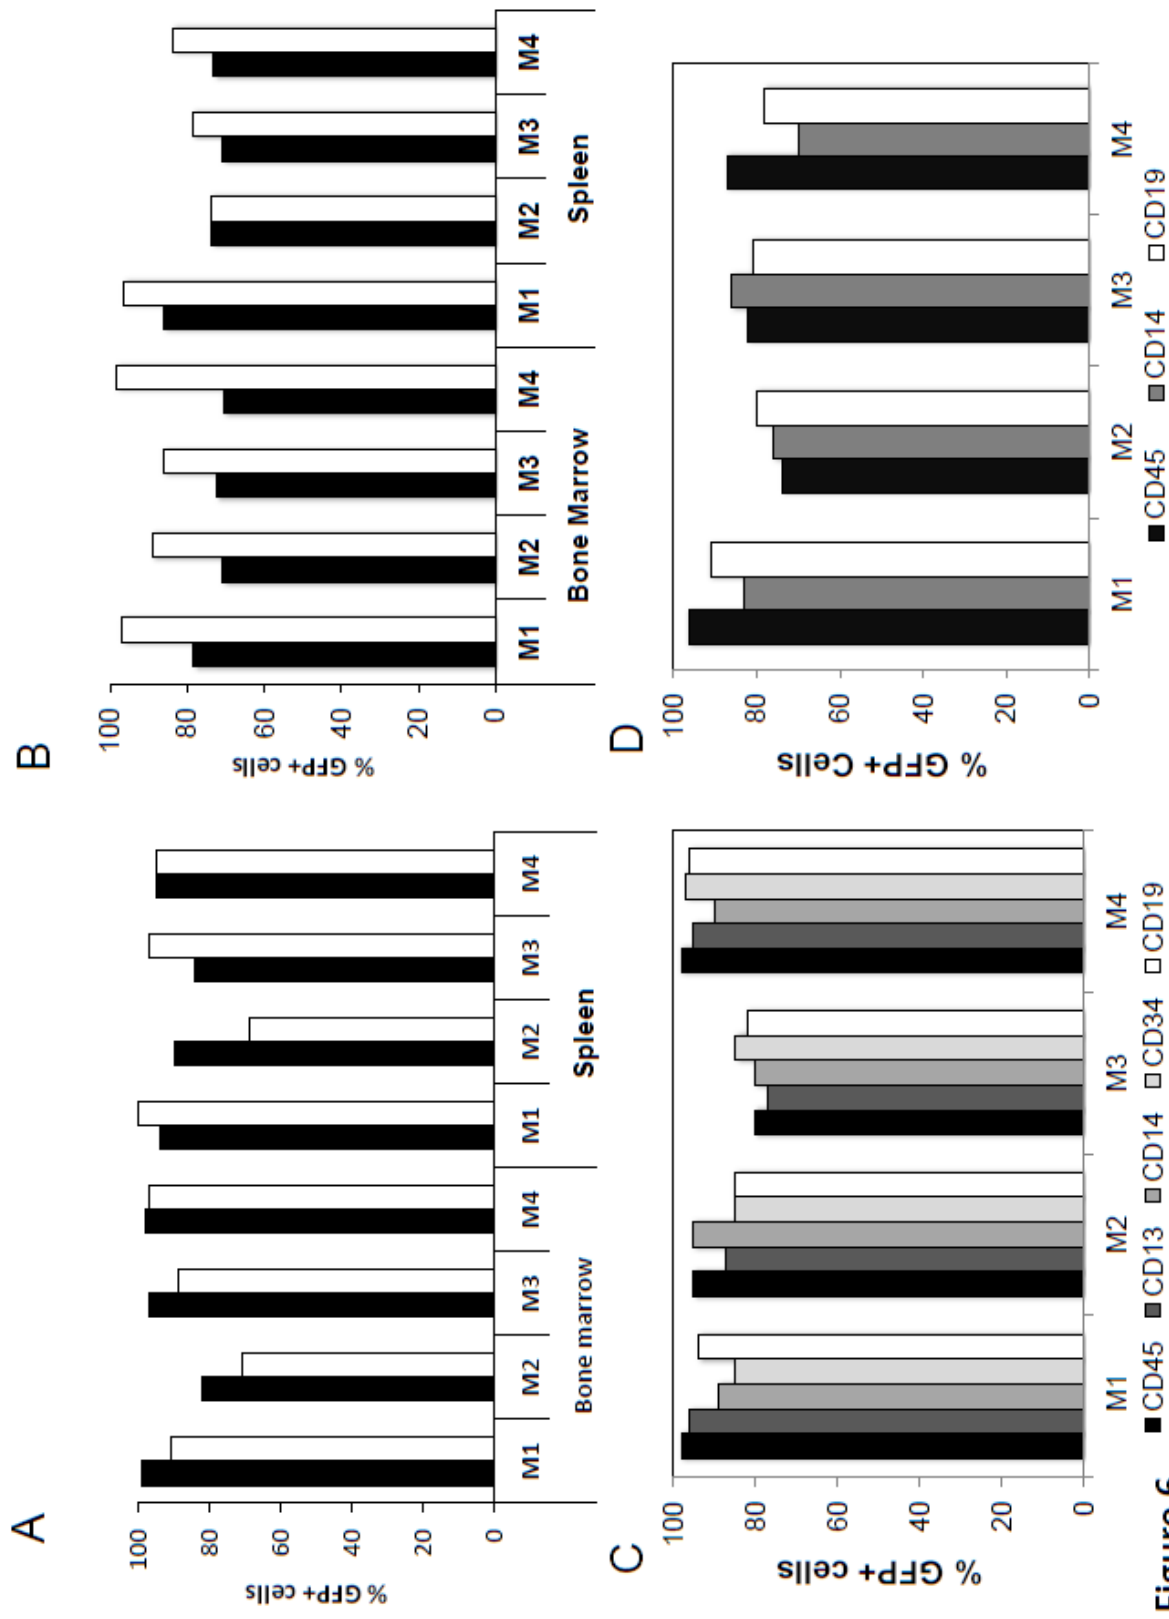 A
% GFP+ cells
100
80
60
40
20
0
M1 M2 M3 M4 M1 M2 M3 M4
Bone marrow Spleen
B
% GFP+ cells
100
80
60
40
20
0
M1 M2 M3 M4 M1 M2 M3 M4
Bone Marrow Spleen
C
% GFP+ cells
100
80
60
40
20
0
M1 M2 M3 M4
CD45 CD13 CD14 CD34 CD19
D
% GFP+ Cells
100
80
60
40
20
0
M1 M2 M3 M4
CD45 CD14 CD19
Figure 6